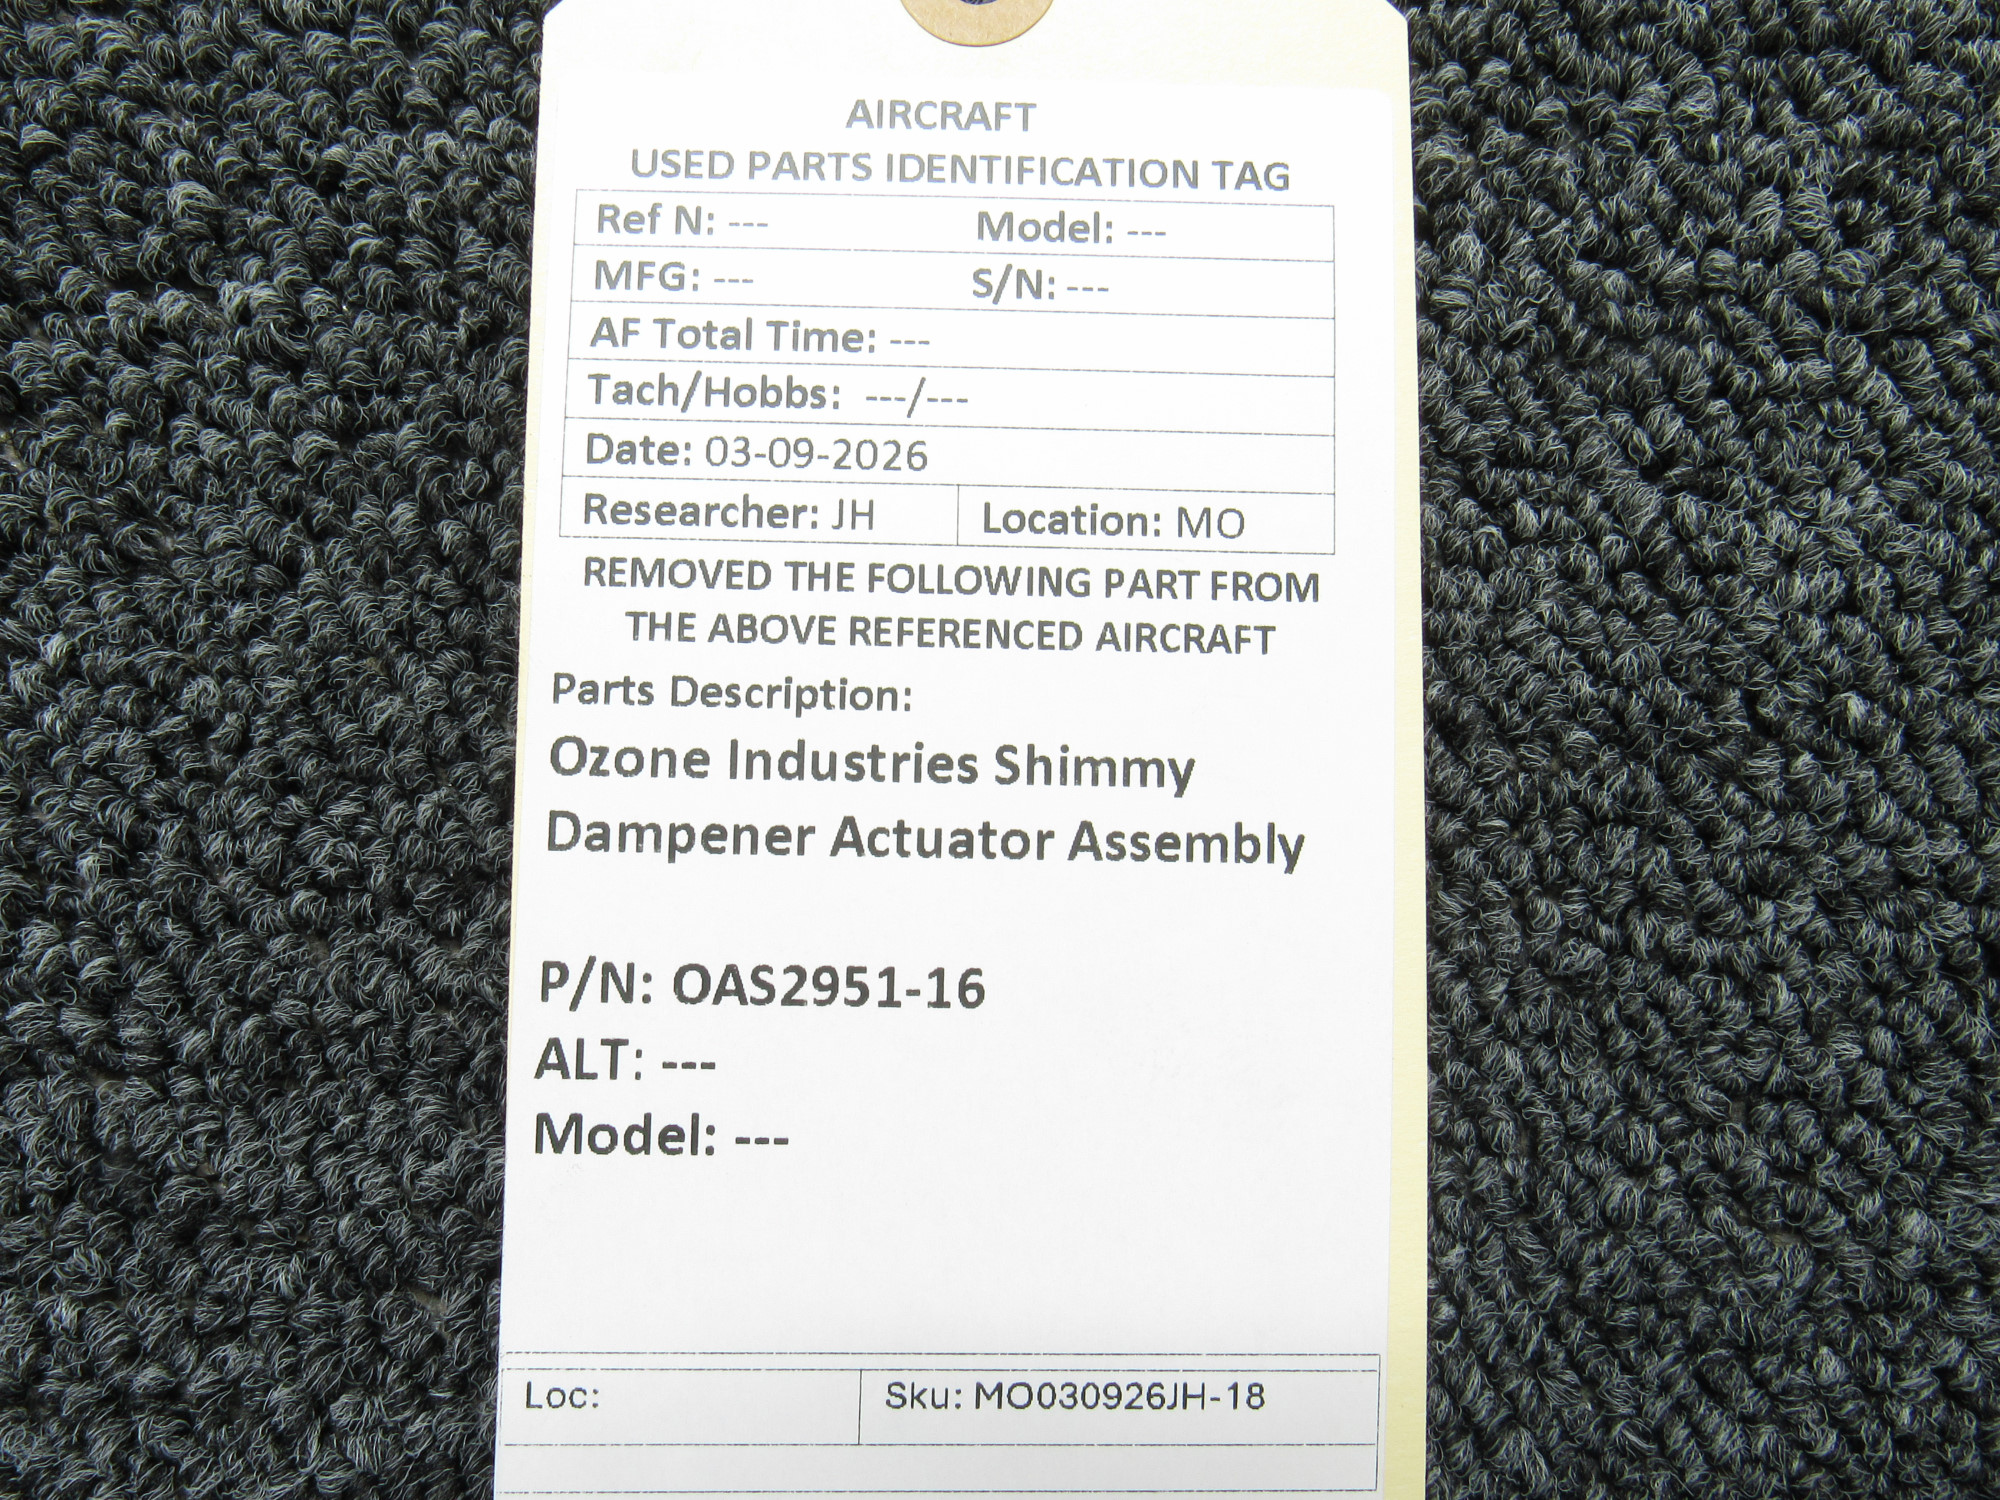 AIRCRAFT
USED PARTS IDENTIFICATION TAG
Ref N: --- Model: ---
MFG: --- S/N: ---
AF Total Time: ---
Tach/Hobbs: ---/---
Date: 03-09-2026
Researcher: JH Location: MO
REMOVED THE FOLLOWING PART FROM
THE ABOVE REFERENCED AIRCRAFT
Parts Description:
Ozone Industries Shimmy
Dampener Actuator Assembly
P/N: OAS2951-16
ALT: ---
Model: ---
Loc: Sku: MO030926JH-18